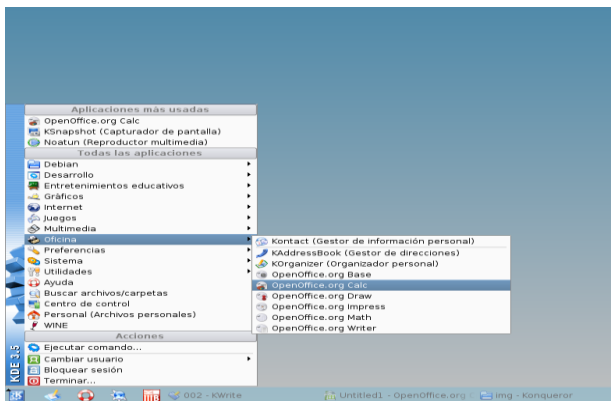 Aplicaciones más usadas
OpenOffice.org Calc
KSnapshot (Capturador de pantalla)
Noatun (Reproductor multimedia)
Todas las aplicaciones
Debian
Desarrollo
Entretenimientos educativos
Gráficos
Internet
Juegos
Multimedia
Oficina
Preferencias
Sistema
Utilidades
Ayuda
Buscar archivos/carpetas
Centro de control
Personal (Archivos personales)
WINE
Acciones
Ejecutar comando...
Cambiar usuario
Bloquear sesión
Terminar...
KDE 3.5
Kontact (Gestor de información personal)
KAddressBook (Gestor de direcciones)
KOrganizer (Organizador personal)
OpenOffice.org Base
OpenOffice.org Calc
OpenOffice.org Draw
OpenOffice.org Impress
OpenOffice.org Math
OpenOffice.org Writer
002 - KWrite
Untitled1 - OpenOffice.org
img - Konqueror